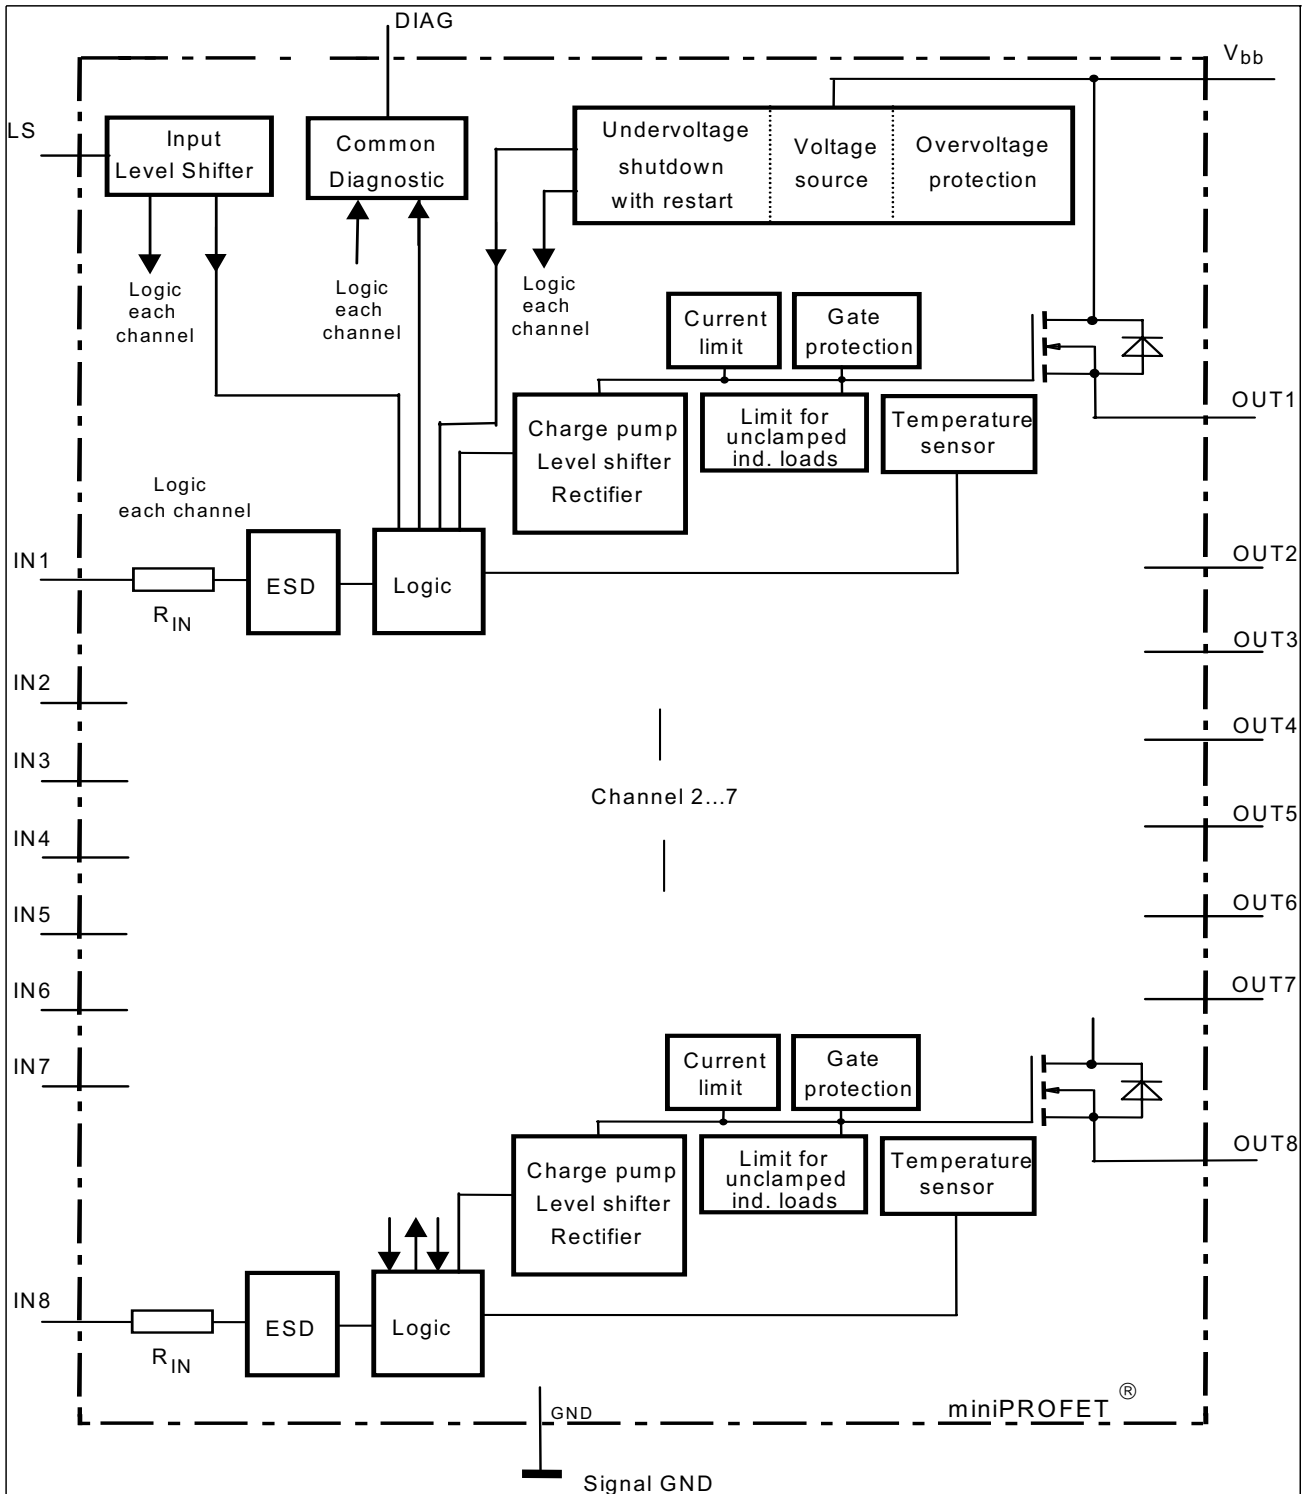 DIAG
V bb
LS
Input
Level Shifter
Common
Diagnostic
Undervoltage
shutdown
with restart
Voltage
source
Overvoltage
protection
Logic
each
channel
Logic
each
channel
Logic
each
channel
Current
limit
Gate
protection
OUT1
Charge pump
Level shifter
Rectifier
Limit for
unclamped
ind. loads
Temperature
sensor
Logic
each channel
IN1
R IN
ESD
Logic
OUT2
OUT3
IN2
OUT4
IN3
Channel 2...7
OUT5
IN4
OUT6
IN5
OUT7
IN6
IN7
Current
limit
Gate
protection
OUT8
Charge pump
Level shifter
Rectifier
Limit for
unclamped
ind. loads
Temperature
sensor
IN8
R IN
ESD
Logic
miniPROFET ®
GND
Signal GND